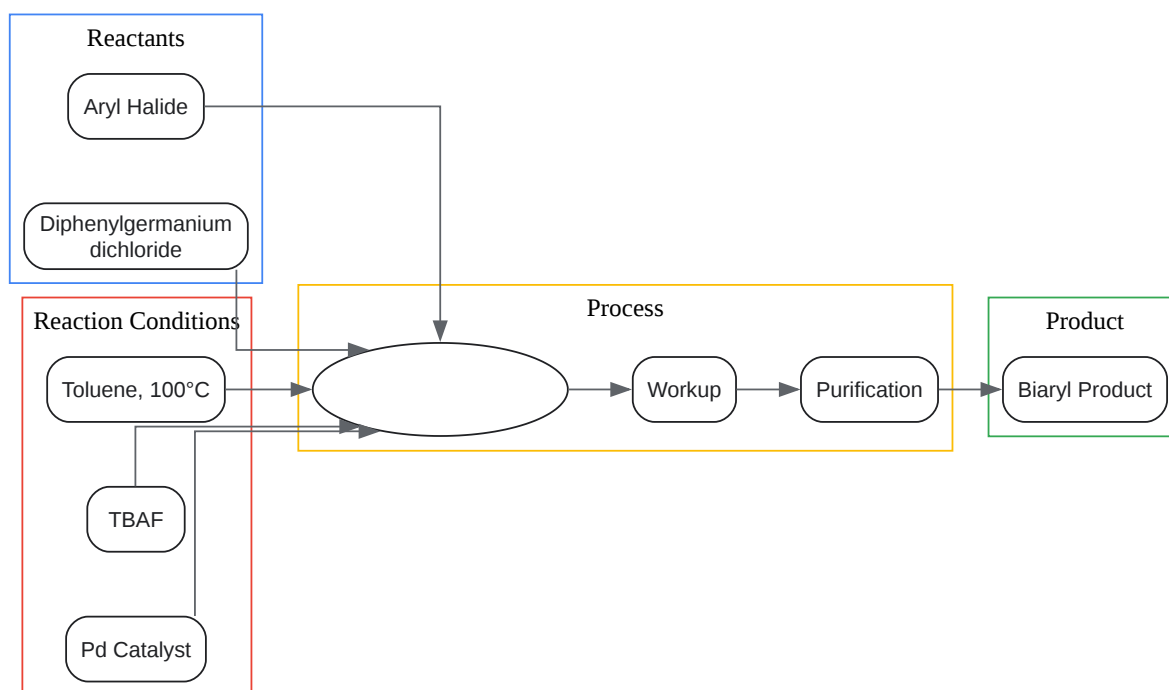 Reactants
Aryl Halide
Diphenylgermanium
dichloride
Reaction Conditions
Toluene, 100°C
TBAF
Pd Catalyst
Process
Workup
Purification
Product
Biaryl Product